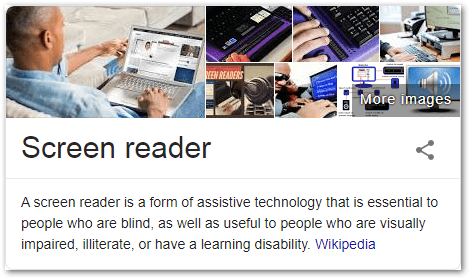 SCREEN READERS
More images
Screen reader
A screen reader is a form of assistive technology that is essential to
people who are blind, as well as useful to people who are visually
impaired, illiterate, or have a learning disability. Wikipedia